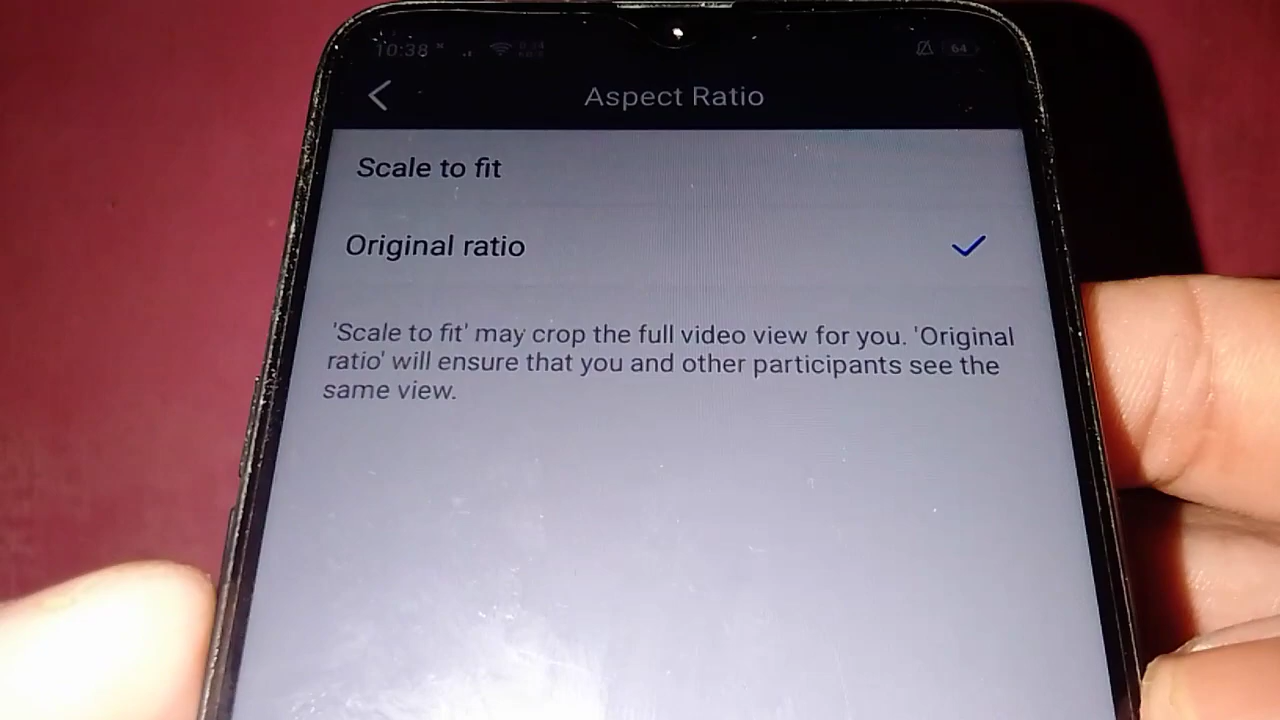 10:38
64
Aspect Ratio
Scale to fit
Original ratio
'Scale to fit' may crop the full video view for you. 'Original
ratio' will ensure that you and other participants see the
same view.